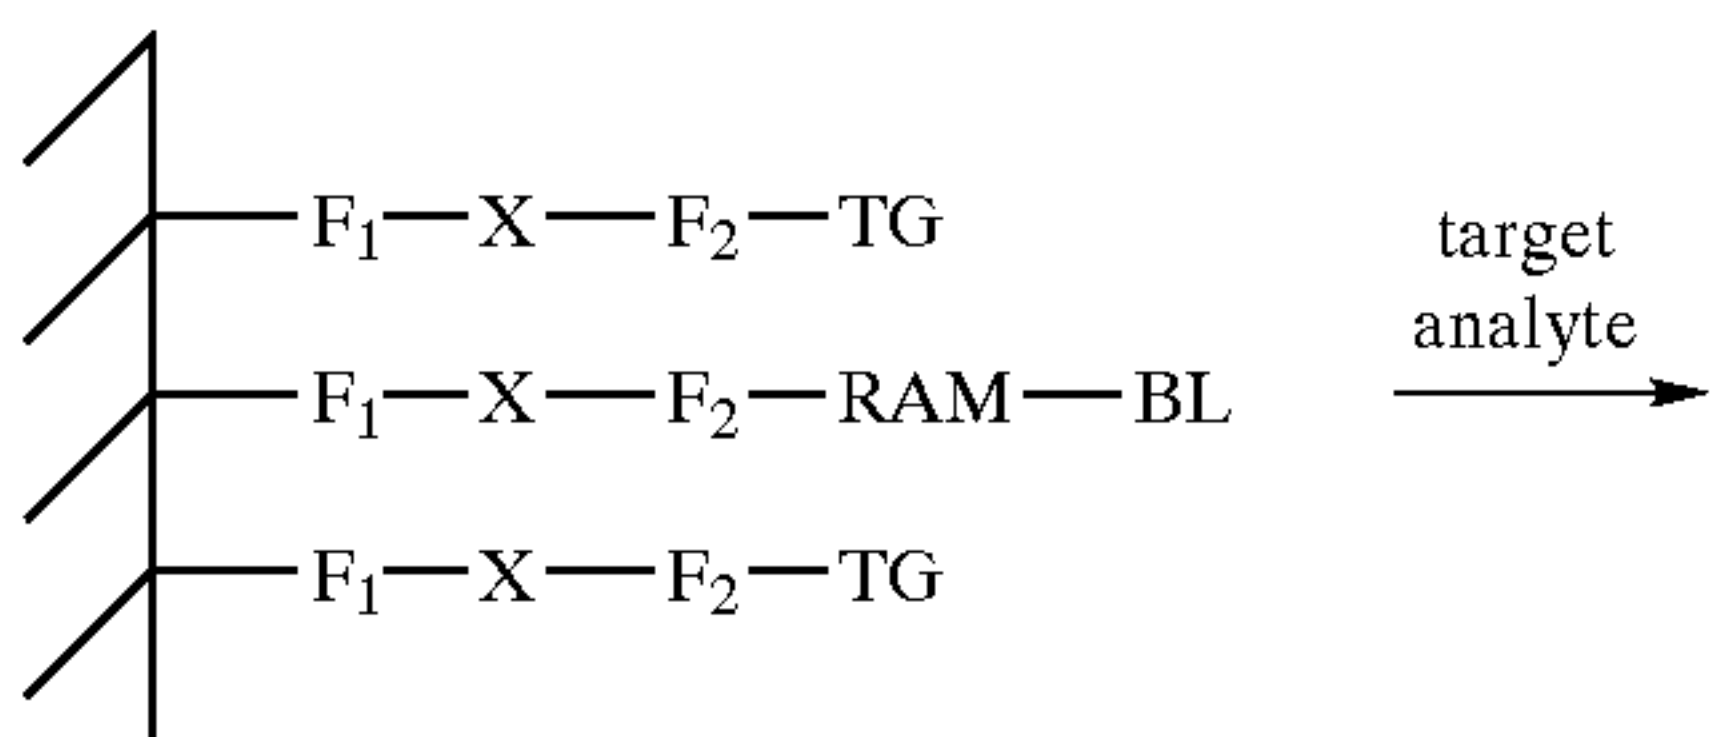 F₁—X—F₂—TG
target
analyte
F₁—X—F₂—RAM—BL
F₁—X—F₂—TG